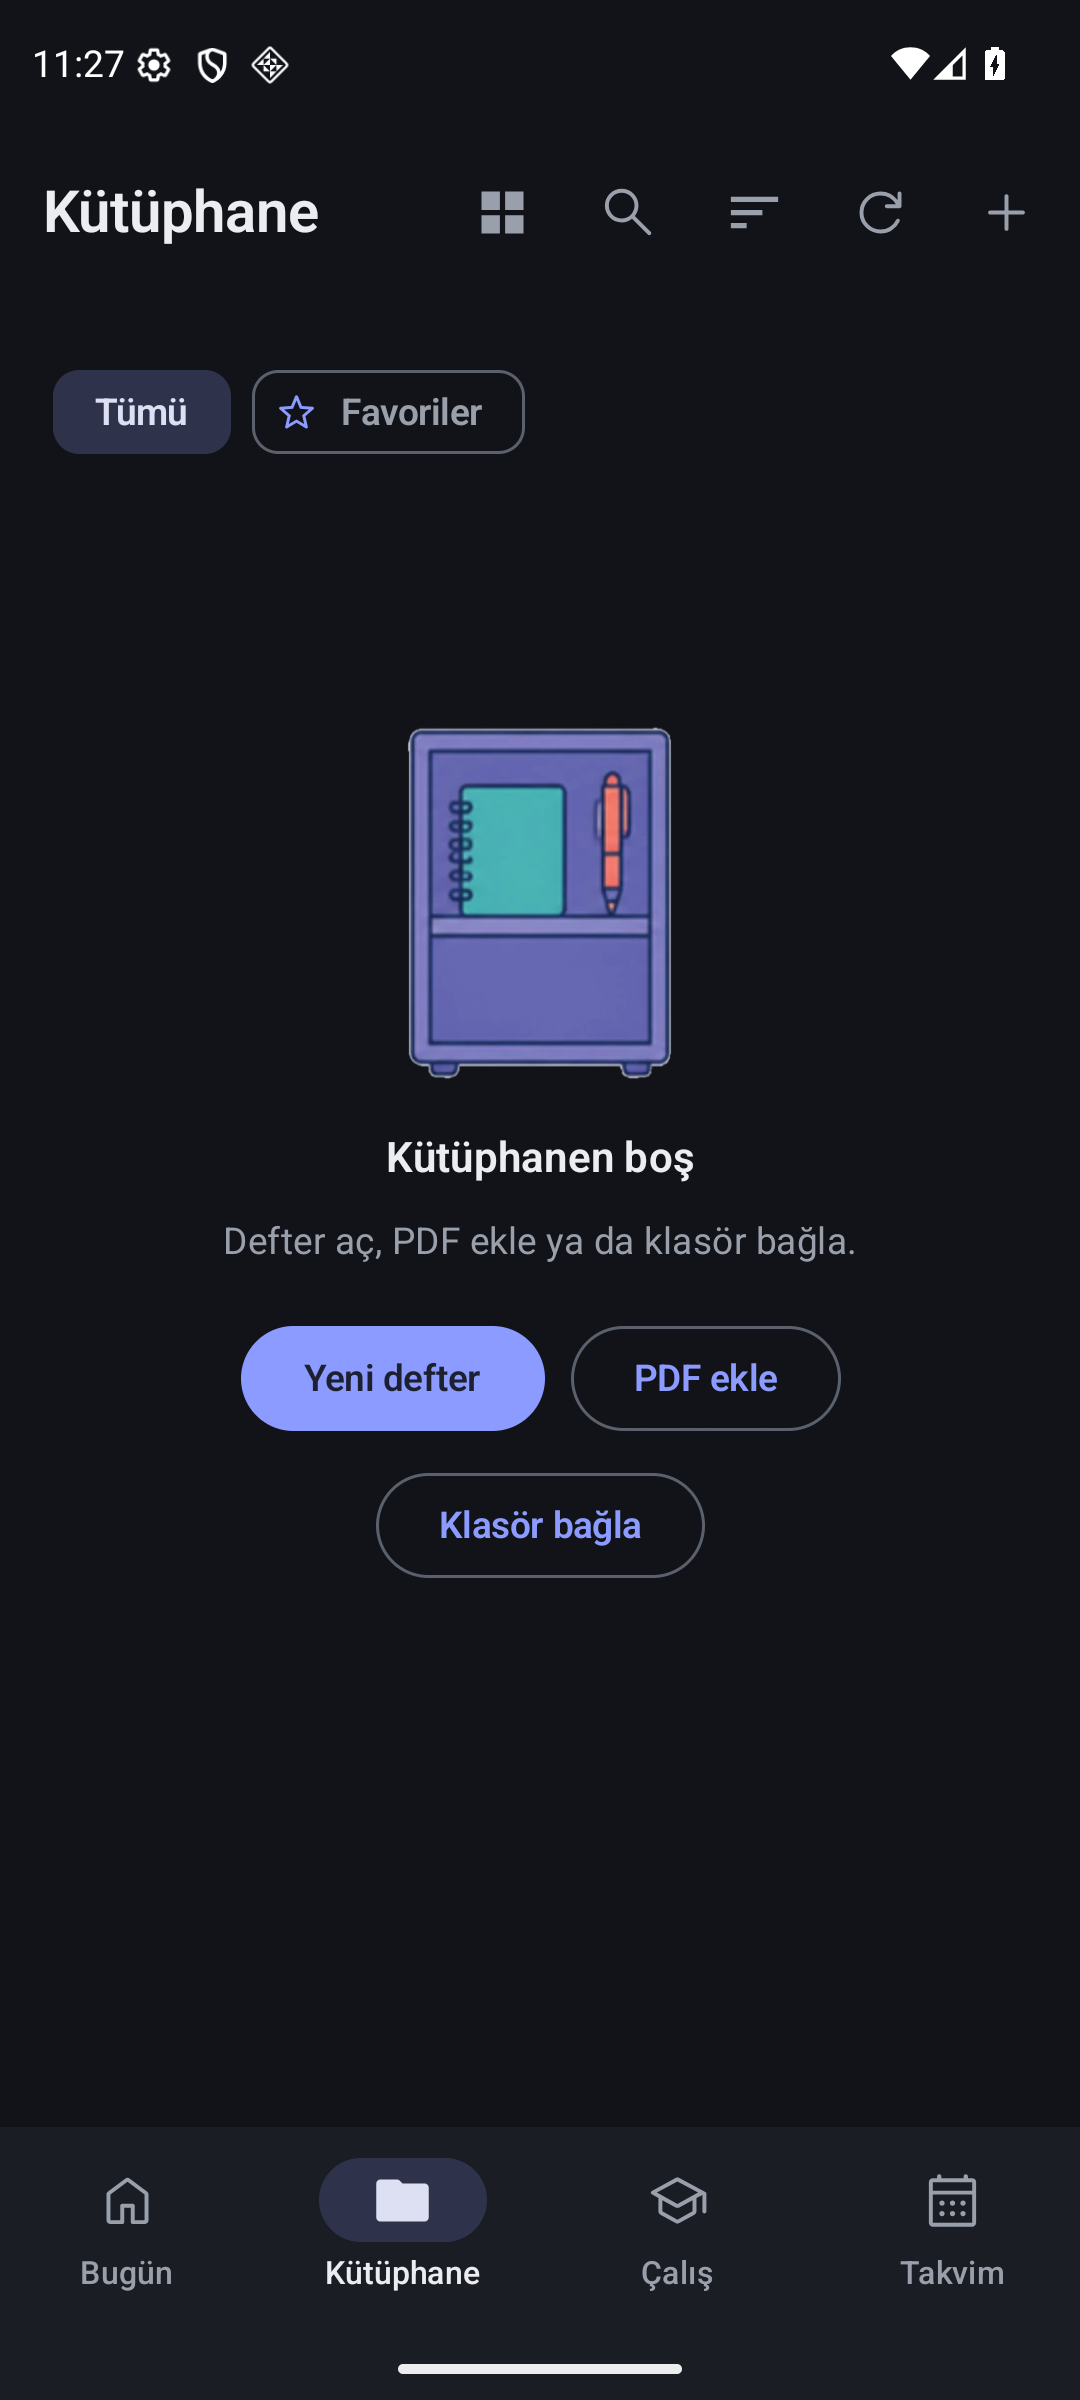 11:27
Kütüphane
Tümü
Favoriler
Kütüphanen boş
Defter aç, PDF ekle ya da klasör bağla.
Yeni defter
PDF ekle
Klasör bağla
Bugün
Kütüphane
Çalış
Takvim